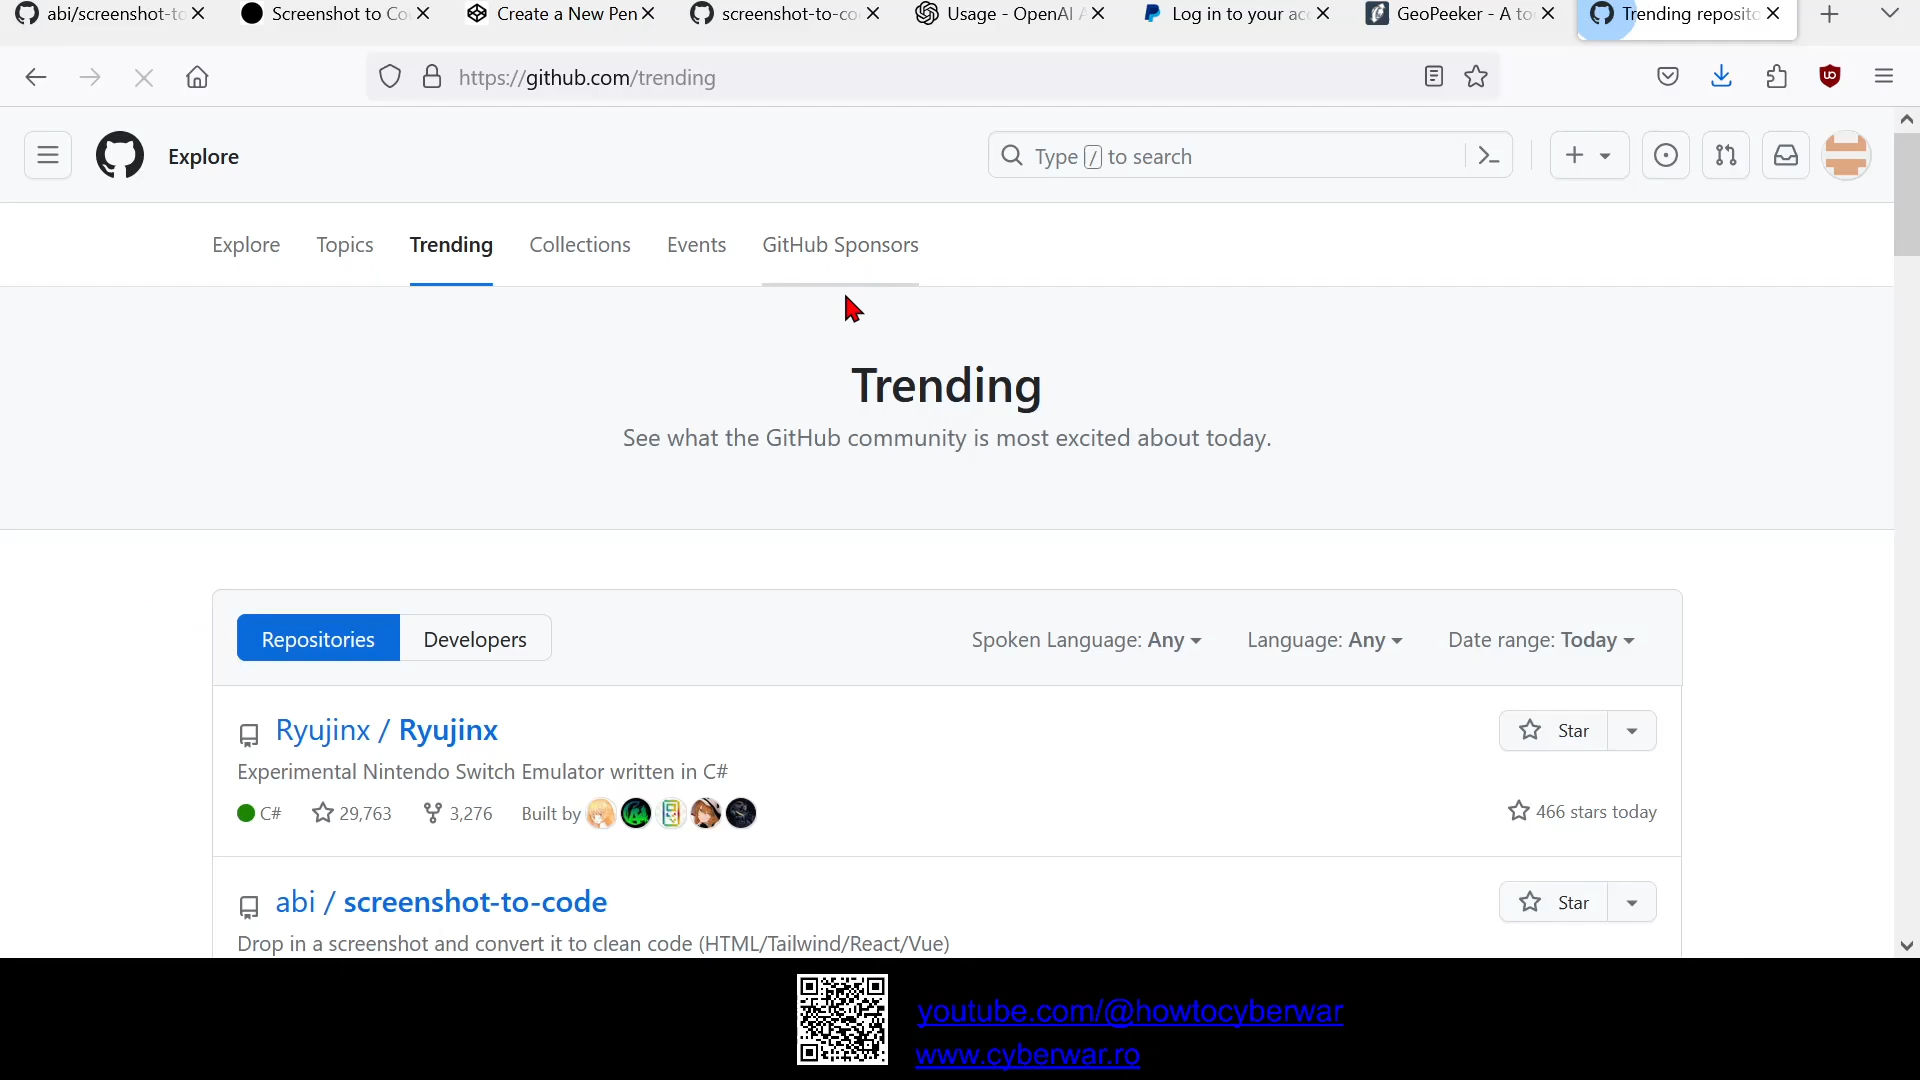 abi/screenshot-to
Screenshot to Co
Create a New Pen
screenshot-to-co
Usage - OpenAI A
Log in to your acc
GeoPeeker - A to
Trending reposito
https://github.com/trending
Explore
Type / to search
Explore
Topics
Trending
Collections
Events
GitHub Sponsors
Trending
See what the GitHub community is most excited about today.
Repositories
Developers
Spoken Language: Any
Language: Any
Date range: Today
Ryujinx / Ryujinx
Star
Experimental Nintendo Switch Emulator written in C#
C#
29,763
3,276
Built by
466 stars today
abi / screenshot-to-code
Star
Drop in a screenshot and convert it to clean code (HTML/Tailwind/React/Vue)
youtube.com/@howtocyberwar
www.cyberwar.ro